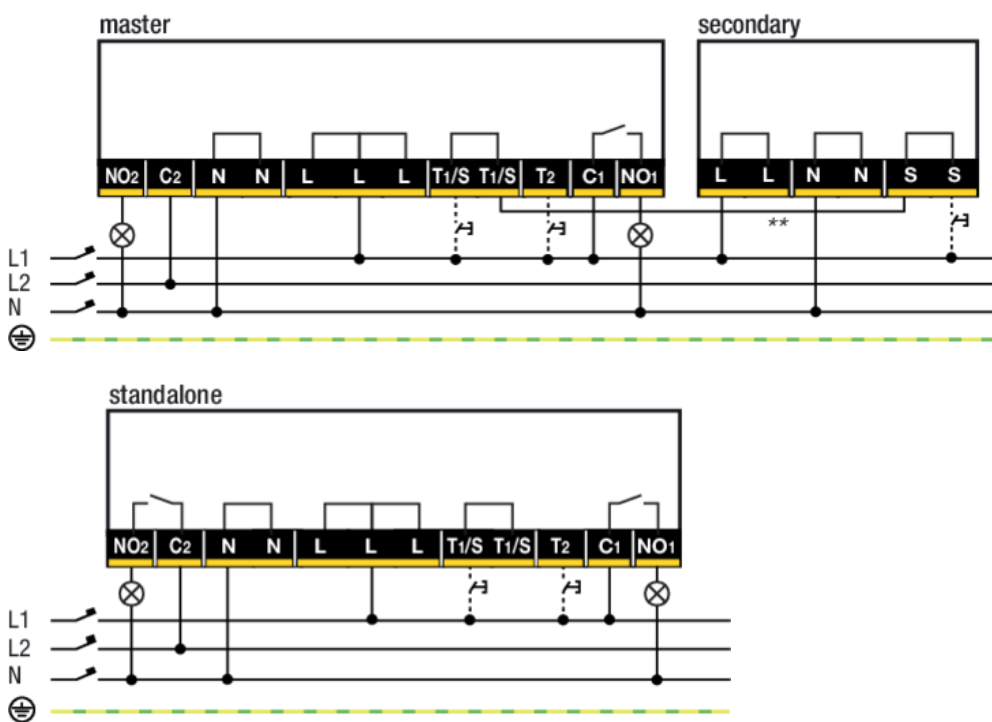 master
secondary
NO2 C2 N N L L L T1/S T1/S T2 C1 NO1
L L N N S S
**
L1
L2
N
standalone
NO2 C2 N N L L L T1/S T1/S T2 C1 NO1
L1
L2
N